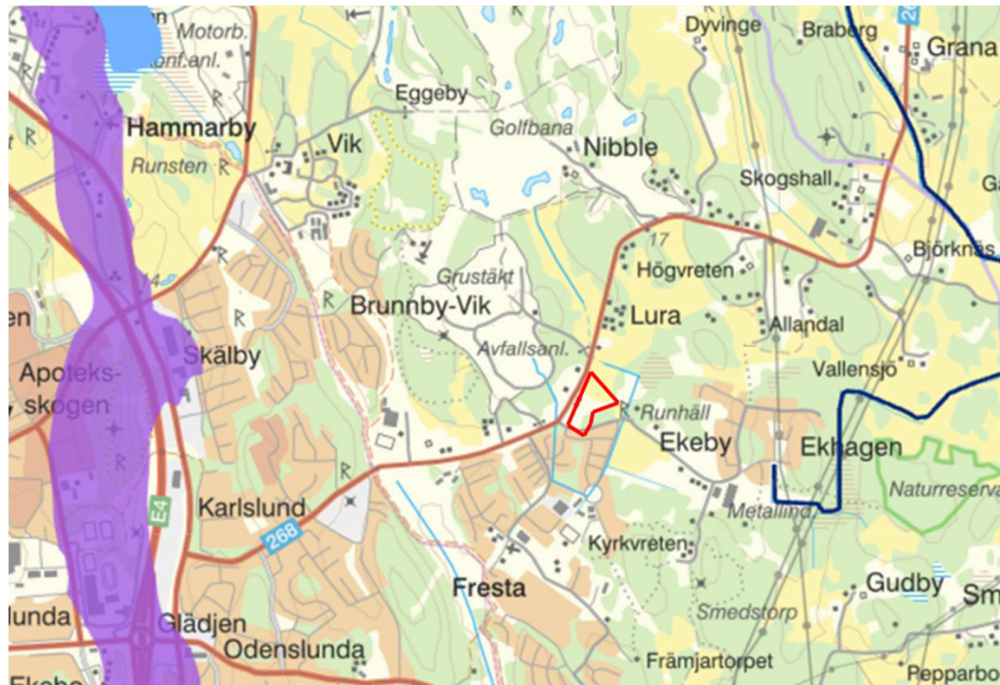 Motorb.
Dyvinge
Braberg
Grana
Eggeby
Hammarby
Vik
Golfbana
Nibble
Runsten
Skogshall
17
Högvreten
Björknäs
Grustäkt
14
Brunnby-Vik
Lura
Allandal
Skälby
Avfallsanl.
Vallensjö
Apoteks-
skogen
Runhäll
Ekeby
Ekhagen
E4
Karlslund
Naturreserva
268
Metallind.
Kyrkvreten
Fresta
Gudby
Glädjen
Smedstorp
Odenslunda
Främjartorpet